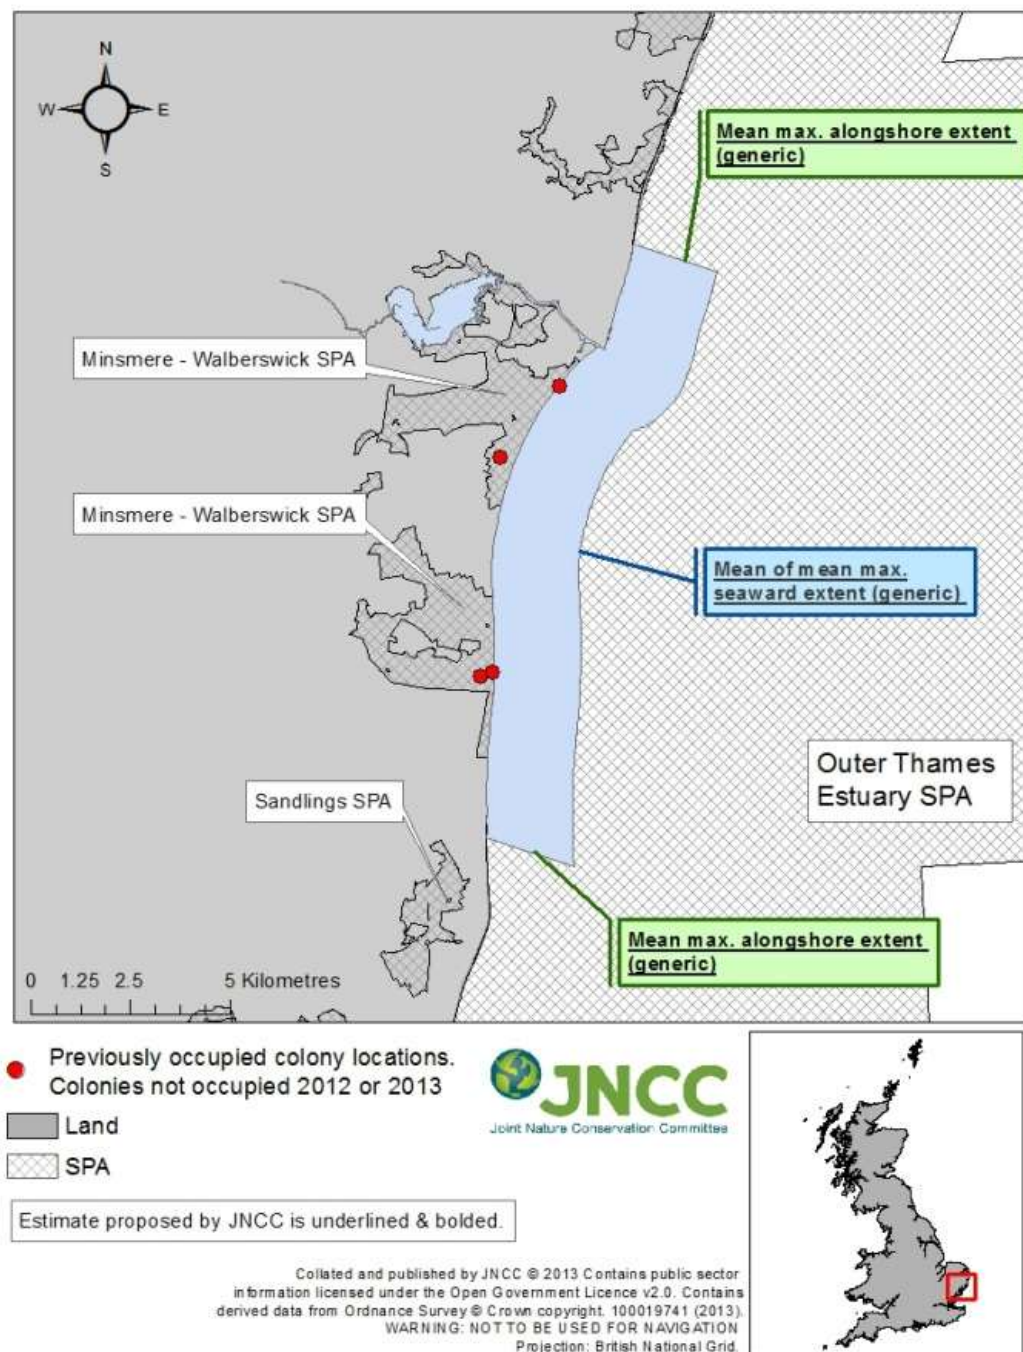 N
W E
S
Mean max. alongshore extent
(generic)
Minsmere - Walberswick SPA
Minsmere - Walberswick SPA
Mean of mean max.
seaward extent (generic)
Outer Thames
Estuary SPA
Sandlings SPA
Mean max. alongshore extent
(generic)
0 1.25 2.5 5 Kilometres
Previously occupied colony locations.
Colonies not occupied 2012 or 2013
Land
SPA
JNCC
Joint Nature Conservation Committee
Estimate proposed by JNCC is underlined & bolded.
Collated and published by JNCC © 2013 Contains public sector
information licensed under the Open Government Licence v2.0. Contains
derived data from Ordnance Survey © Crown copyright. 100019741 (2013).
WARNING: NOT TO BE USED FOR NAVIGATION
Projection: British National Grid.